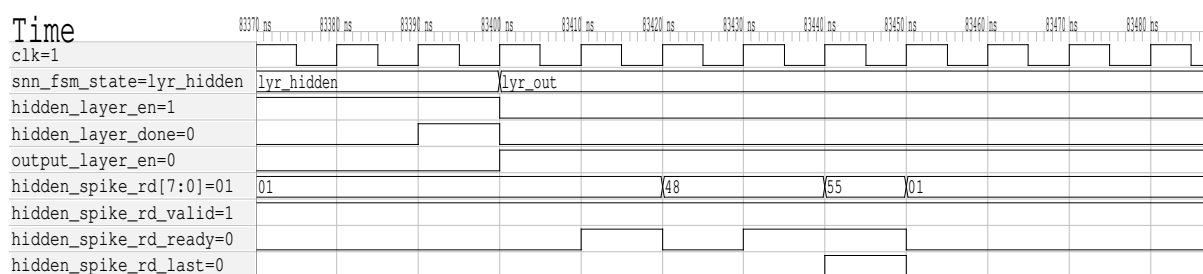 Time
83370 ns 83380 ns 83390 ns 83400 ns 83410 ns 83420 ns 83430 ns 83440 ns 83450 ns 83460 ns 83470 ns 83480 ns
clk=1
snn_fsm_state=lyr_hidden lyr_hidden lyr_out
hidden_layer_en=1
hidden_layer_done=0
output_layer_en=0
hidden_spike_rd[7:0]=01 01 48 55 01
hidden_spike_rd_valid=1
hidden_spike_rd_ready=0
hidden_spike_rd_last=0